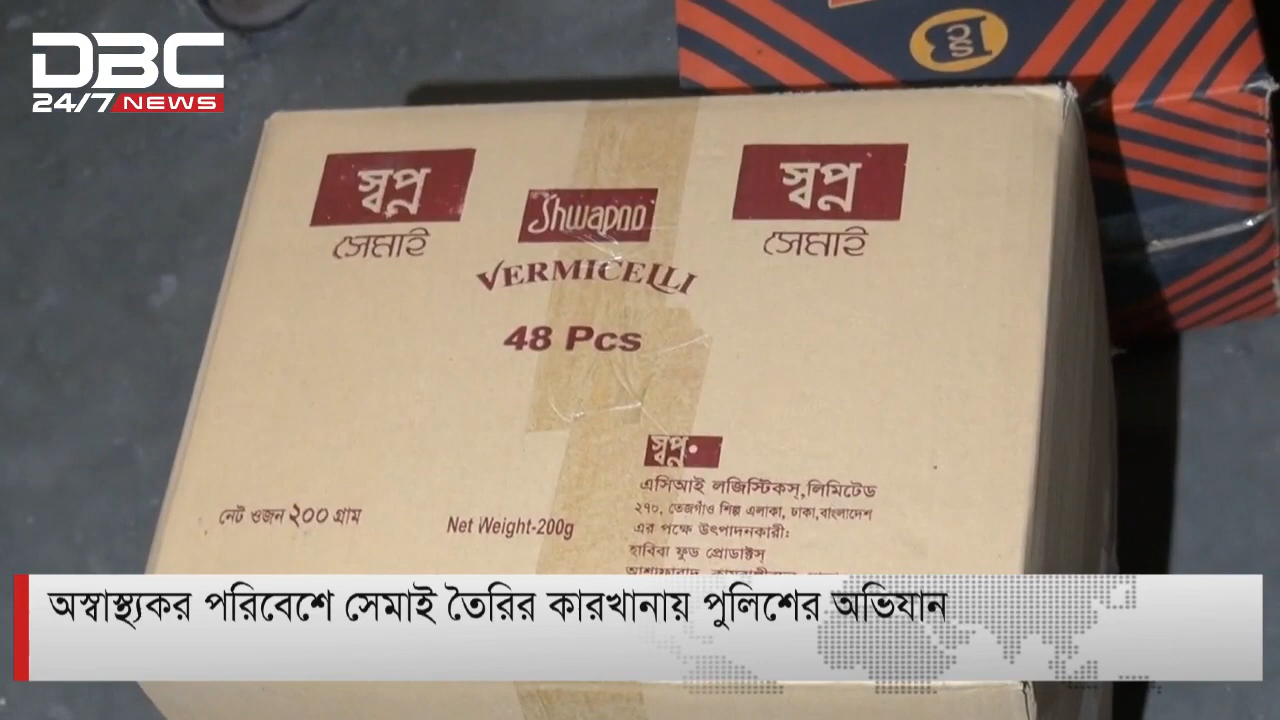 DBC
24/7 NEWS
স্বপ্ন
সেমাই
Shwapno
VERMICELLI
48 Pcs
স্বপ্ন
সেমাই
স্বপ্ন
এসিআই লজিস্টিকস্,লিমিটেড
২৭০, তেজগাঁও শিল্প এলাকা, ঢাকা,বাংলাদেশ
এর পক্ষে উৎপাদনকারী:
হাবিবা ফুড প্রোডাক্টস্
নেট ওজন ২০০ গ্রাম
Net Weight-200g
অস্বাস্থ্যকর পরিবেশে সেমাই তৈরির কারখানায় পুলিশের অভিযান